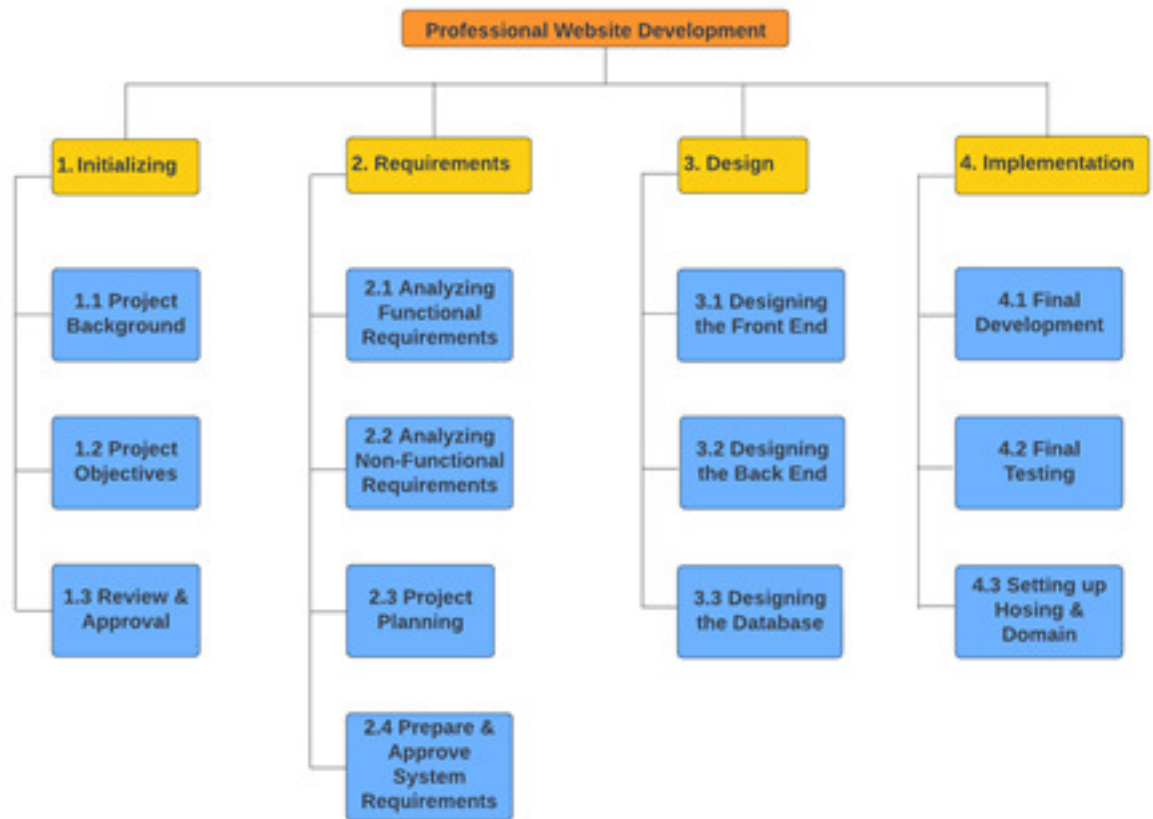 Professional Website Development
1. Initializing
2. Requirements
3. Design
4. Implementation
1.1 Project
Background
2.1 Analyzing
Functional
Requirements
3.1 Designing
the Front End
4.1 Final
Development
1.2 Project
Objectives
2.2 Analyzing
Non-Functional
Requirements
3.2 Designing
the Back End
4.2 Final
Testing
1.3 Review &
Approval
2.3 Project
Planning
3.3 Designing
the Database
4.3 Setting up
Hosing &
Domain
2.4 Prepare &
Approve
System
Requirements